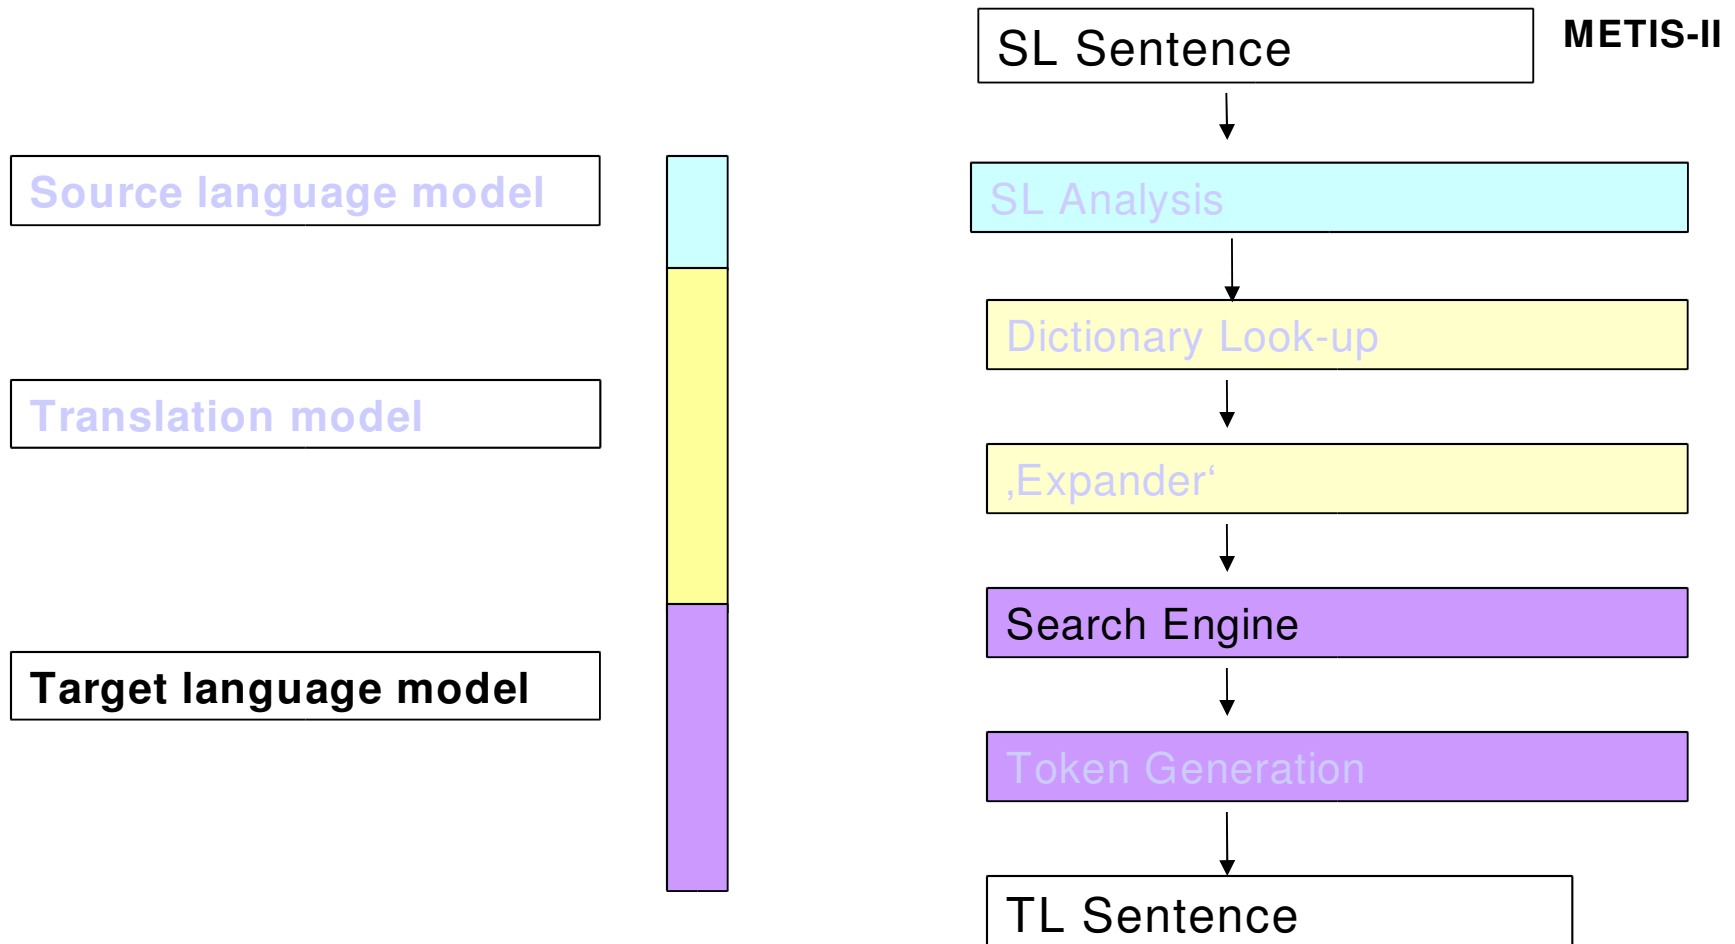 SL Sentence
METIS-II
Source language model
SL Analysis
Dictionary Look-up
Translation model
‚Expander‘
Search Engine
Target language model
Token Generation
TL Sentence